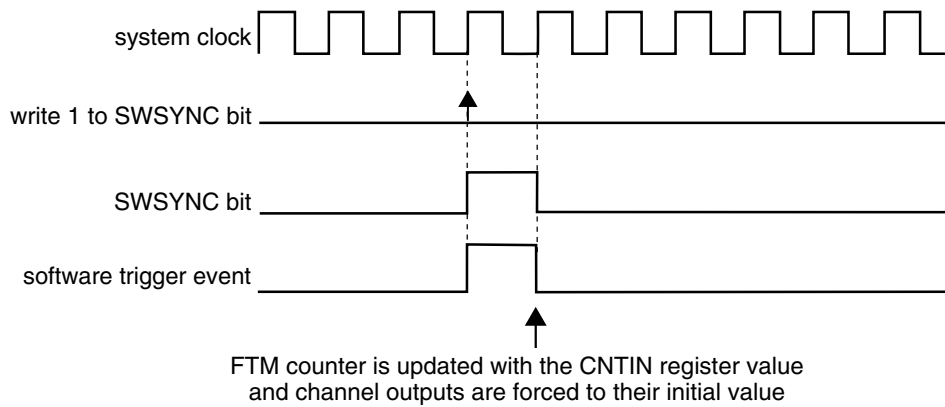 system clock
write 1 to SWSYNC bit
SWSYNC bit
software trigger event
FTM counter is updated with the CNTIN register value
and channel outputs are forced to their initial value